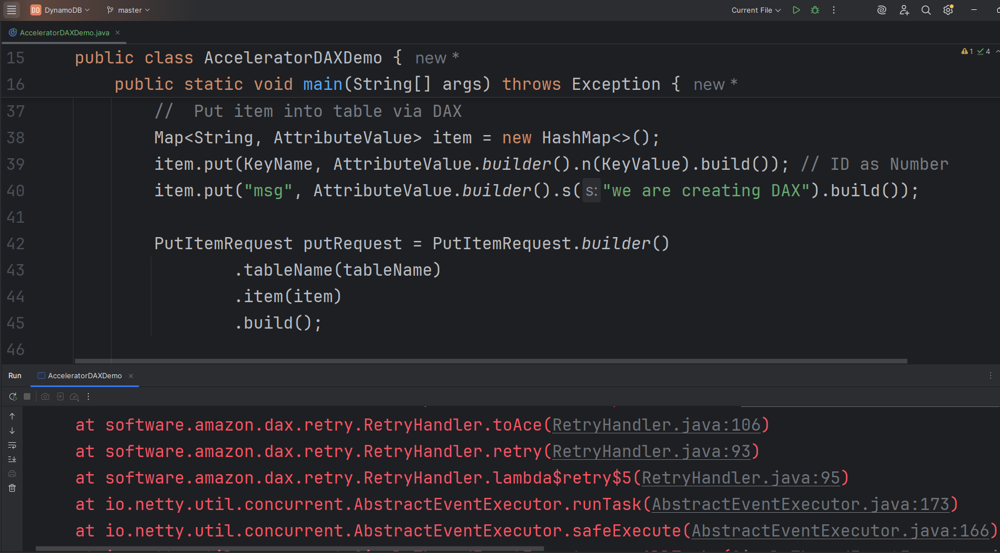 DD DynamoDB master Current File
AcceleratorDAXDemo.java
15 public class AcceleratorDAXDemo { new *
1 4
16 public static void main(String[] args) throws Exception { new *
37 // Put item into table via DAX
38 Map<String, AttributeValue> item = new HashMap<>();
39 item.put(KeyName, AttributeValue.builder().n(KeyValue).build()); // ID as Number
40 item.put("msg", AttributeValue.builder().s( s: "we are creating DAX").build());
41
42 PutItemRequest putRequest = PutItemRequest.builder()
43 .tableName(tableName)
44 .item(item)
45 .build();
46
Run AcceleratorDAXDemo
at software.amazon.dax.retry.RetryHandler.toAce(RetryHandler.java:106)
at software.amazon.dax.retry.RetryHandler.retry(RetryHandler.java:93)
at software.amazon.dax.retry.RetryHandler.lambda$retry$5(RetryHandler.java:95)
at io.netty.util.concurrent.AbstractEventExecutor.runTask(AbstractEventExecutor.java:173)
at io.netty.util.concurrent.AbstractEventExecutor.safeExecute(AbstractEventExecutor.java:166)